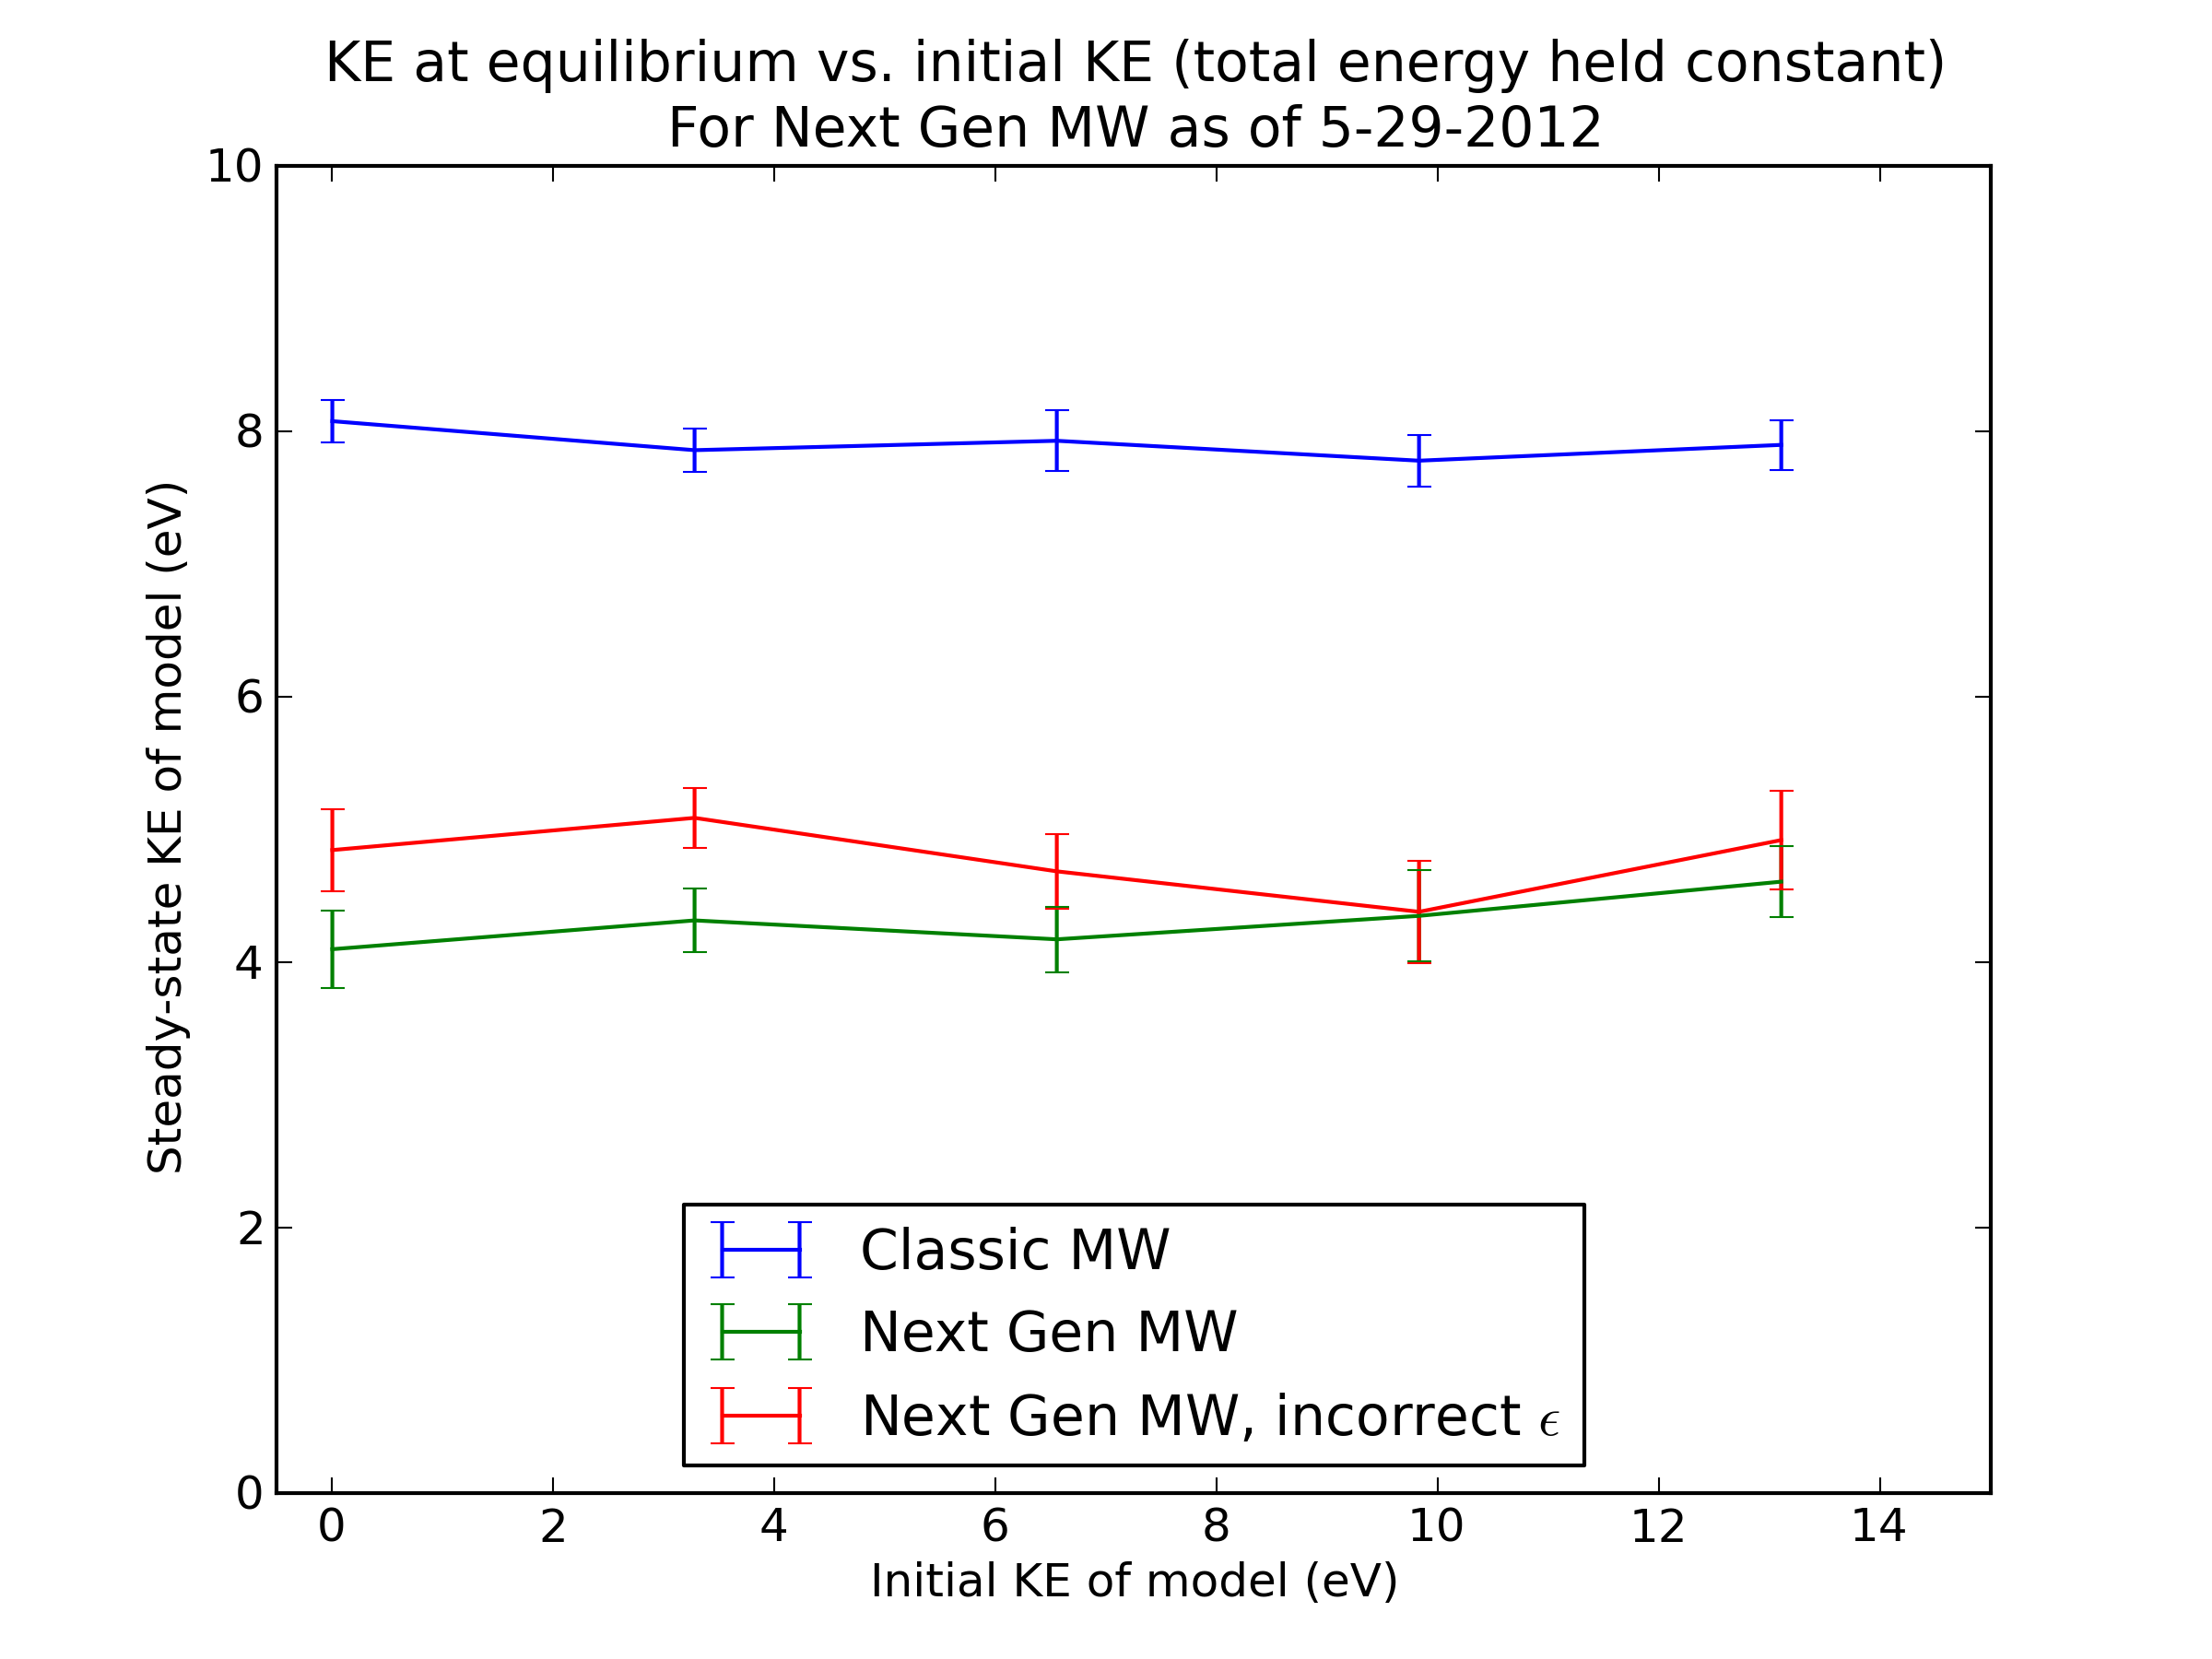 KE at equilibrium vs. initial KE (total energy held constant)
For Next Gen MW as of 5-29-2012
10
8
6
4
2
0
Steady-state KE of model (eV)
Classic MW
Next Gen MW
Next Gen MW, incorrect ϵ
0 2 4 6 8 10 12 14
Initial KE of model (eV)